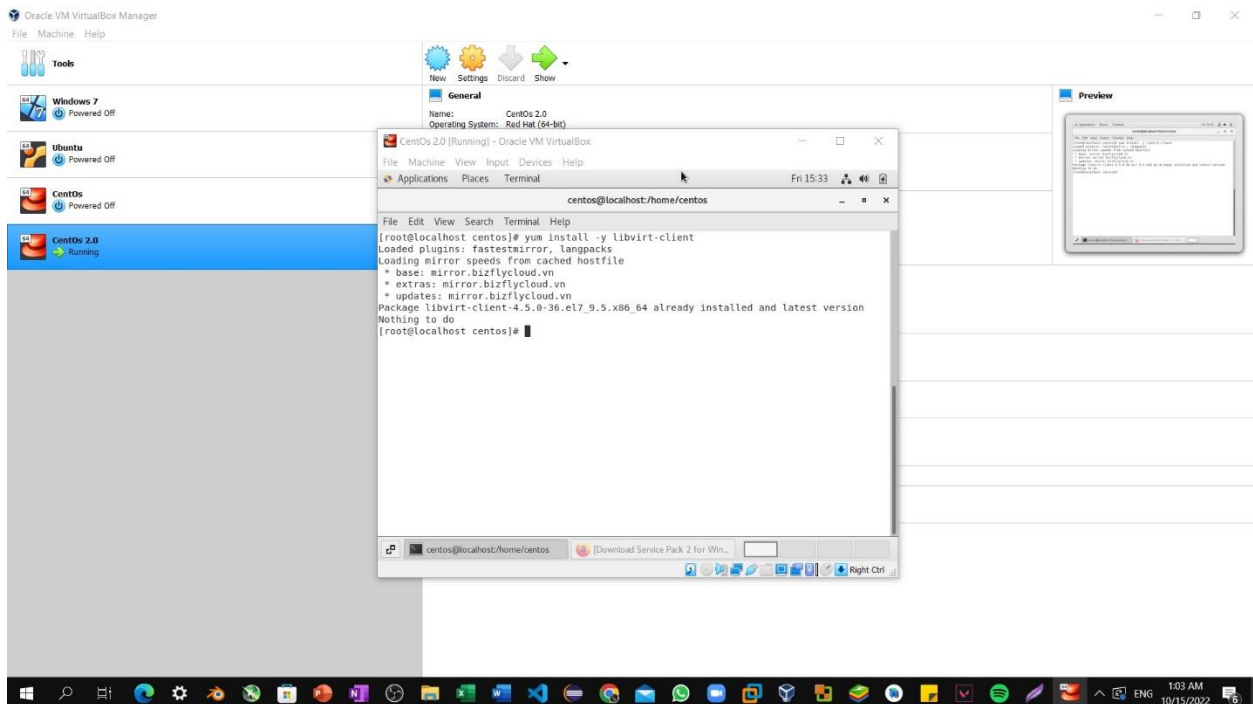 Oracle VM VirtualBox Manager
File Machine Help
Tools
New Settings Discard Show
Windows 7
Powered Off
Ubuntu
Powered Off
CentOs
Powered Off
CentOs 2.0
Running
General
Name: CentOs 2.0
Operating System: Red Hat (64-bit)
Preview
CentOs 2.0 [Running] - Oracle VM VirtualBox
File Machine View Input Devices Help
Applications Places Terminal Fri 15:33
centos@localhost:/home/centos
File Edit View Search Terminal Help
[root@localhost centos]# yum install -y libvirt-client
Loaded plugins: fastestmirror, langpacks
Loading mirror speeds from cached hostfile
* base: mirror.bizflycloud.vn
* extras: mirror.bizflycloud.vn
* updates: mirror.bizflycloud.vn
Package libvirt-client-4.5.0-36.el7_9.5.x86_64 already installed and latest version
Nothing to do
[root@localhost centos]#
centos@localhost:/home/centos [Download Service Pack 2 for Win...
Right Ctrl
ENG
1:03 AM
10/15/2022